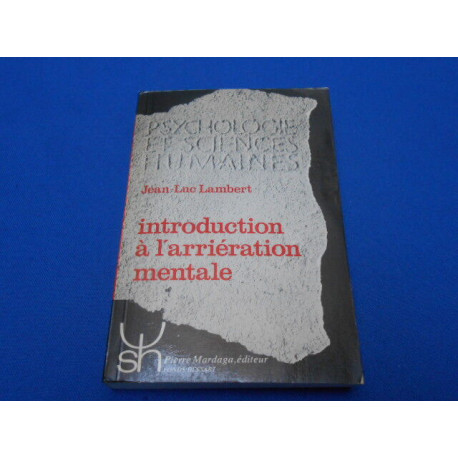 PSYCHOLOGIE
ET SCIENCES
HUMAINES
Jean-Luc Lambert
introduction
à l'arriération
mentale
sh
Pierre Mardaga, éditeur